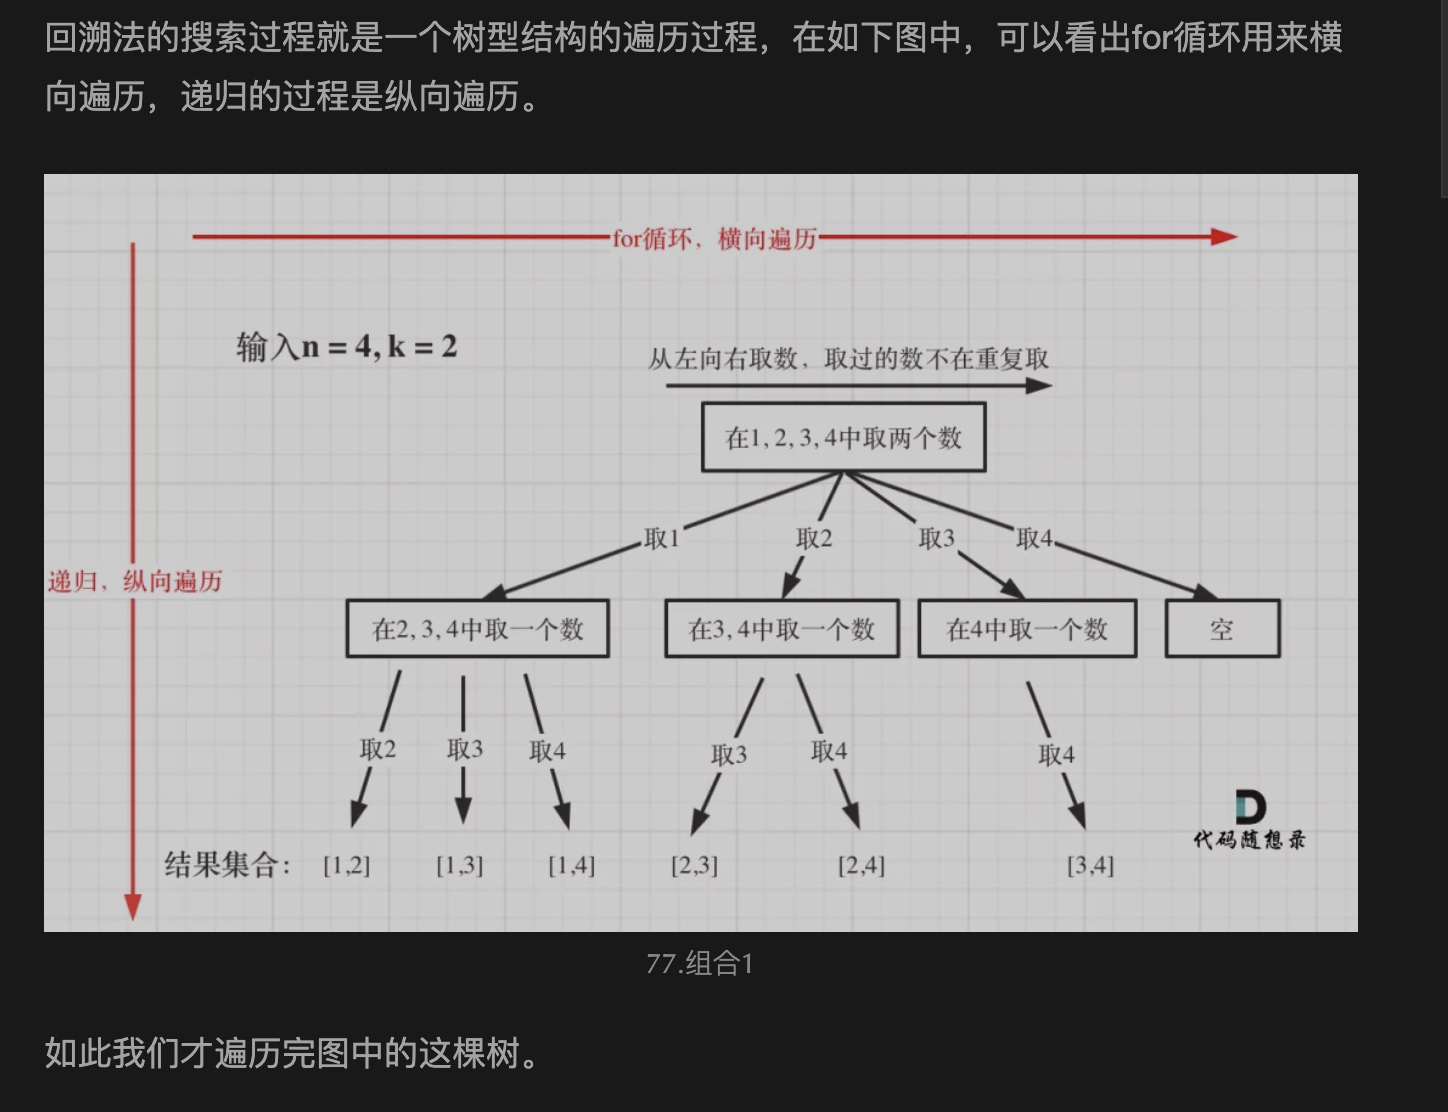 回溯法的搜索过程就是一个树型结构的遍历过程，在如下图中，可以看出for循环用来横
向遍历，递归的过程是纵向遍历。
for循环，横向遍历
输入n = 4, k = 2
从左向右取数，取过的数不在重复取
在1, 2, 3, 4中取两个数
取1 取2 取3 取4
递归，纵向遍历
在2, 3, 4中取一个数 在3, 4中取一个数 在4中取一个数 空
取2 取3 取4 取3 取4 取4
代码随想录
结果集合： [1,2] [1,3] [1,4] [2,3] [2,4] [3,4]
77.组合1
如此我们才遍历完图中的这棵树。